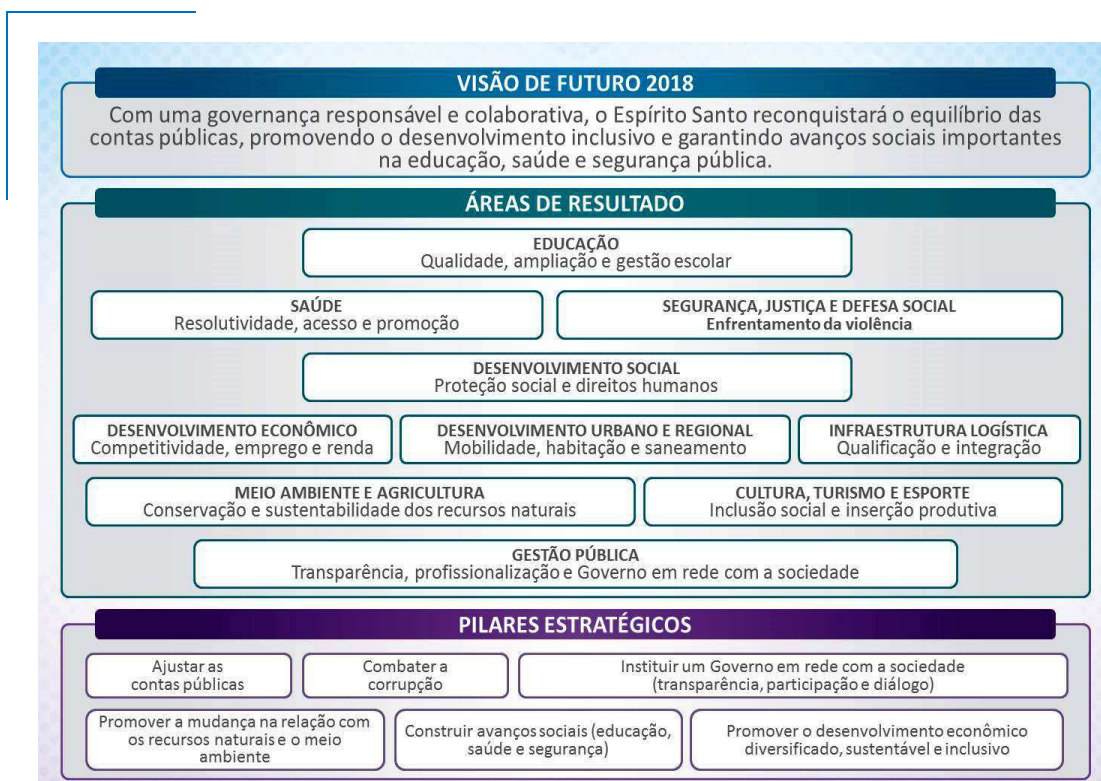 VISÃO DE FUTURO 2018
Com uma governança responsável e colaborativa, o Espírito Santo reconquistará o equilíbrio das
contas públicas, promovendo o desenvolvimento inclusivo e garantindo avanços sociais importantes
na educação, saúde e segurança pública.
ÁREAS DE RESULTADO
EDUCAÇÃO
Qualidade, ampliação e gestão escolar
SAÚDE
Resolutividade, acesso e promoção
SEGURANÇA, JUSTIÇA E DEFESA SOCIAL
Enfrentamento da violência
DESENVOLVIMENTO SOCIAL
Proteção social e direitos humanos
DESENVOLVIMENTO ECONÔMICO
Competitividade, emprego e renda
DESENVOLVIMENTO URBANO E REGIONAL
Mobilidade, habitação e saneamento
INFRAESTRUTURA LOGÍSTICA
Qualificação e integração
MEIO AMBIENTE E AGRICULTURA
Conservação e sustentabilidade dos recursos naturais
CULTURA, TURISMO E ESPORTE
Inclusão social e inserção produtiva
GESTÃO PÚBLICA
Transparência, profissionalização e Governo em rede com a sociedade
PILARES ESTRATÉGICOS
Ajustar as
contas públicas
Combater a
corrupção
Instituir um Governo em rede com a sociedade
(transparência, participação e diálogo)
Promover a mudança na relação com
os recursos naturais e o meio
ambiente
Construir avanços sociais (educação,
saúde e segurança)
Promover o desenvolvimento econômico
diversificado, sustentável e inclusivo